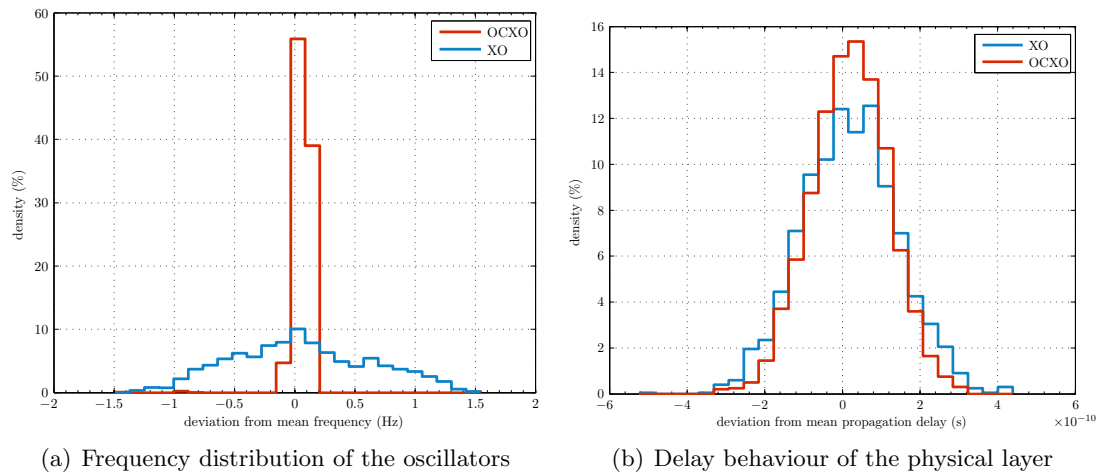 60
50
40
30
20
10
0
density (%)
OCXO
XO
−2 −1.5 −1 −0.5 0 0.5 1 1.5 2
deviation from mean frequency (Hz)
(a) Frequency distribution of the oscillators
16
14
12
10
8
6
4
2
0
density (%)
XO
OCXO
−6 −4 −2 0 2 4 6
×10−10
deviation from mean propagation delay (s)
(b) Delay behaviour of the physical layer